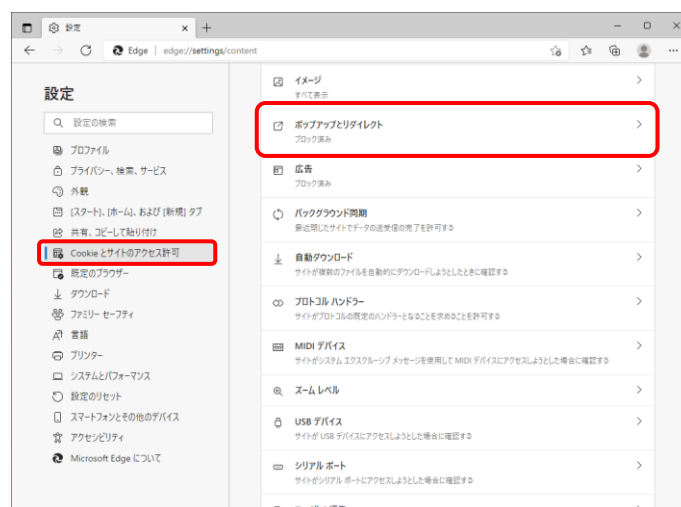 設定
Edge
edge://settings/content
設定
設定の検索
プロファイル
プライバシー、検索、サービス
外観
[スタート]、[ホーム]、および [新規] タブ
共有、コピーして貼り付け
Cookie とサイトのアクセス許可
既定のブラウザー
ダウンロード
ファミリー セーフティ
言語
プリンター
システムとパフォーマンス
設定のリセット
スマートフォンとその他のデバイス
アクセシビリティ
Microsoft Edge について
イメージ
すべて表示
ポップアップとリダイレクト
ブロック済み
広告
ブロック済み
バックグラウンド同期
最近閉じたサイトでデータの送受信の完了を許可する
自動ダウンロード
サイトが複数のファイルを自動的にダウンロードしようとしたときに確認する
プロトコル ハンドラー
サイトがプロトコルの既定のハンドラーとなることを求めることを許可する
MIDI デバイス
サイトがシステム エクスクルーシブ メッセージを使用して MIDI デバイスにアクセスしようとした場合に確認する
ズーム レベル
USB デバイス
サイトが USB デバイスにアクセスしようとした場合に確認する
シリアル ポート
サイトがシリアル ポートにアクセスしようとした場合に確認する